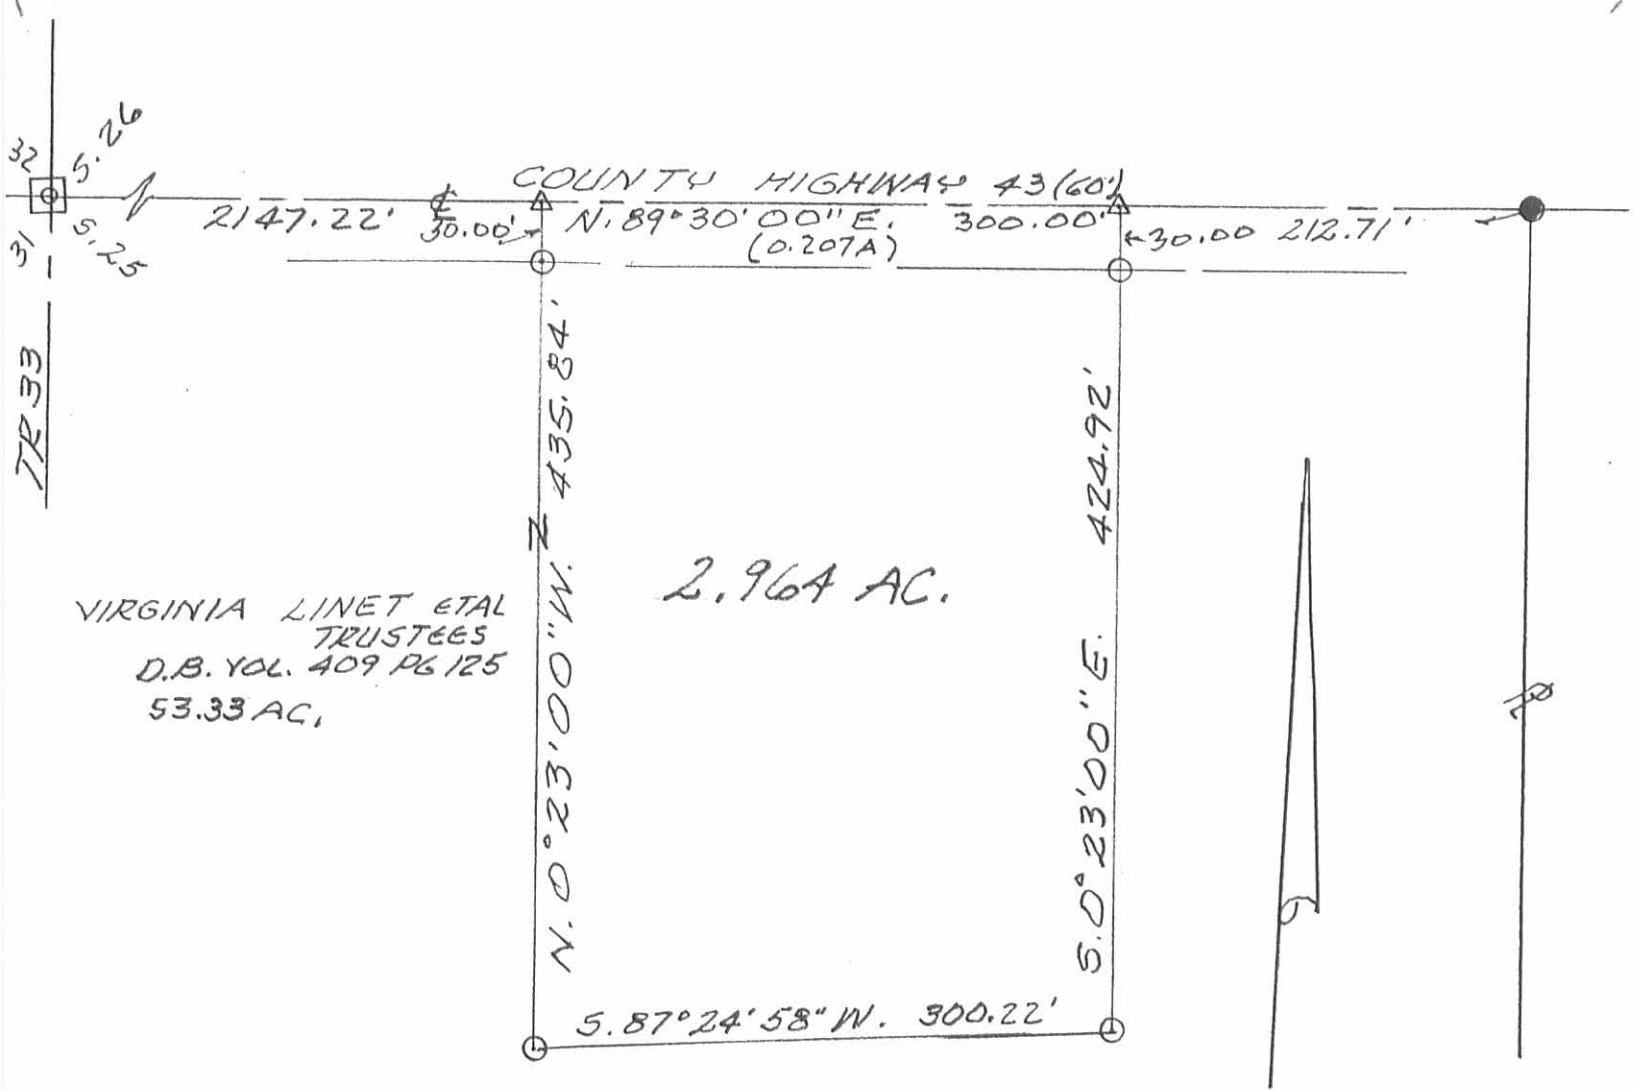 32
S. 26
31
S. 25
TR 33
COUNTY HIGHWAY 43 (60')
2147.22'
℄
30.00'
N. 89°30'00" E. 300.00'
(0.207A)
30.00
212.71'
N. 0°23'00" W. 435.84'
S. 0°23'00" E. 424.92'
2.964 AC.
VIRGINIA LINET ETAL
TRUSTEES
D.B. VOL. 409 PG 125
53.33 AC.
S. 87°24'58" W. 300.22'